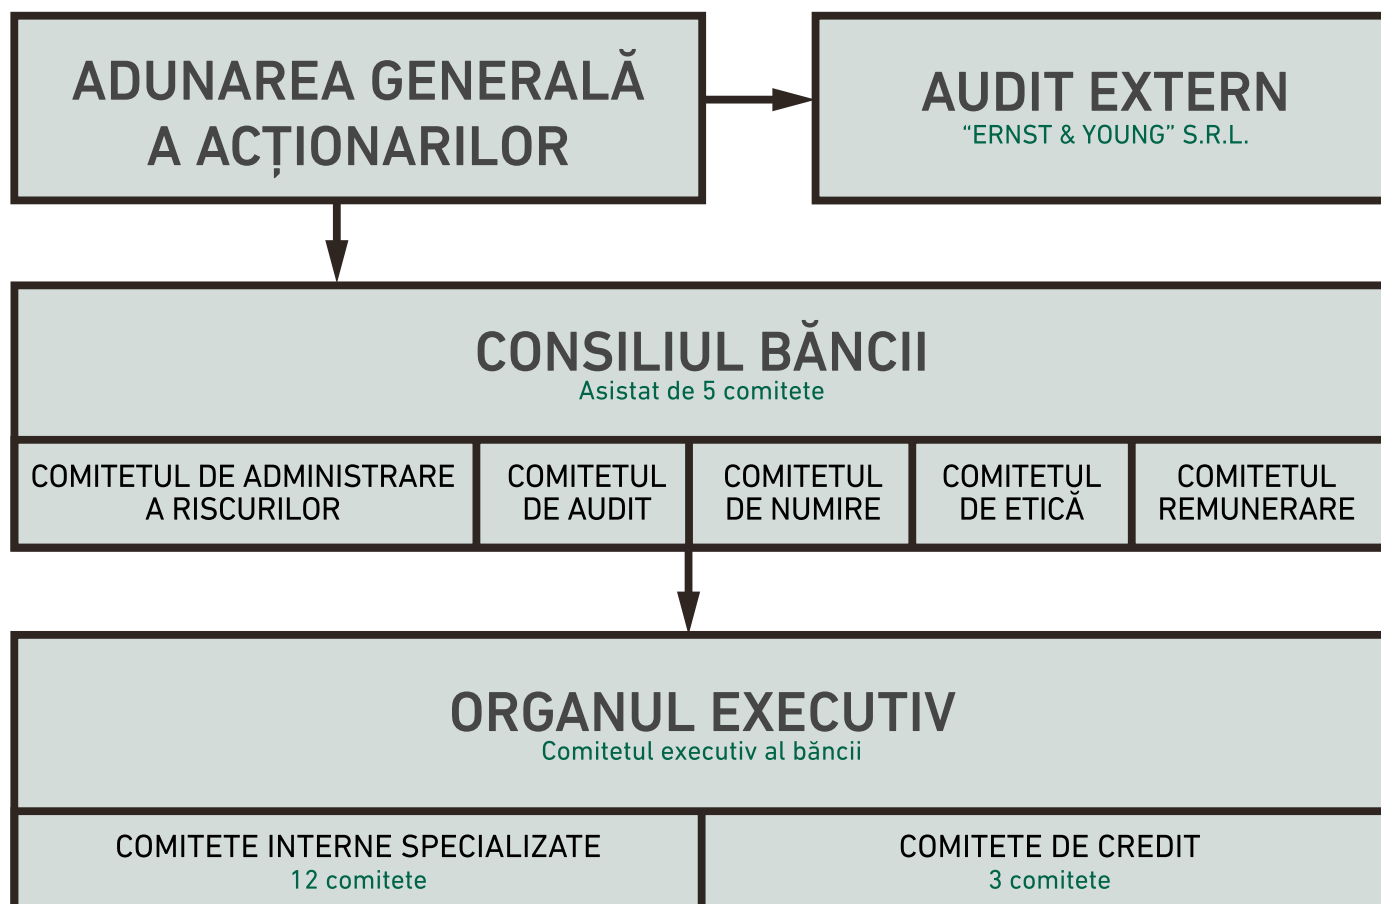 ADUNAREA GENERALĂ
A ACȚIONARILOR
AUDIT EXTERN
“ERNST & YOUNG” S.R.L.
CONSILIUL BĂNCII
Asistat de 5 comitete
COMITETUL DE ADMINISTRARE
A RISCURILOR
COMITETUL
DE AUDIT
COMITETUL
DE NUMIRE
COMITETUL
DE ETICĂ
COMITETUL
REMUNERARE
ORGANUL EXECUTIV
Comitetul executiv al băncii
COMITETE INTERNE SPECIALIZATE
12 comitete
COMITETE DE CREDIT
3 comitete